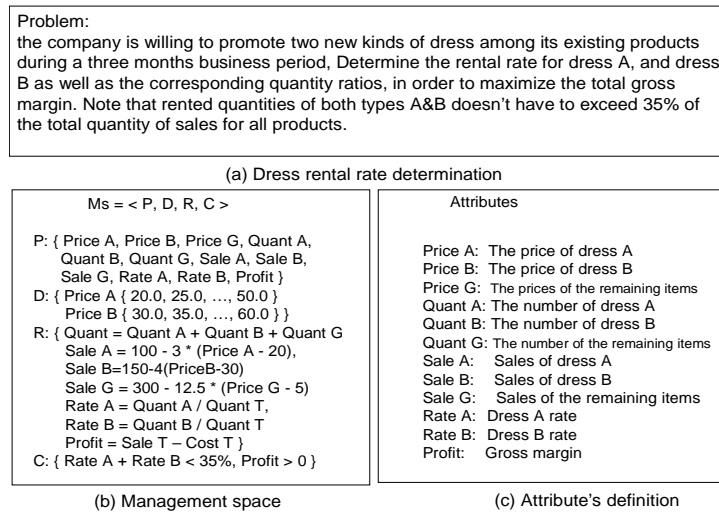 Problem:
the company is willing to promote two new kinds of dress among its existing products
during a three months business period, Determine the rental rate for dress A, and dress
B as well as the corresponding quantity ratios, in order to maximize the total gross
margin. Note that rented quantities of both types A&B doesn't have to exceed 35% of
the total quantity of sales for all products.
(a) Dress rental rate determination
Ms = < P, D, R, C >
P: { Price A, Price B, Price G, Quant A,
Quant B, Quant G, Sale A, Sale B,
Sale G, Rate A, Rate B, Profit }
D: { Price A { 20.0, 25.0, …, 50.0 }
Price B { 30.0, 35.0, …, 60.0 } }
R: { Quant = Quant A + Quant B + Quant G
Sale A = 100 - 3 * (Price A - 20),
Sale B=150-4(PriceB-30)
Sale G = 300 - 12.5 * (Price G - 5)
Rate A = Quant A / Quant T,
Rate B = Quant B / Quant T
Profit = Sale T – Cost T }
C: { Rate A + Rate B < 35%, Profit > 0 }
(b) Management space
Attributes
Price A: The price of dress A
Price B: The price of dress B
Price G: The prices of the remaining items
Quant A: The number of dress A
Quant B: The number of dress B
Quant G: The number of the remaining items
Sale A: Sales of dress A
Sale B: Sales of dress B
Sale G: Sales of the remaining items
Rate A: Dress A rate
Rate B: Dress B rate
Profit: Gross margin
(c) Attribute's definition